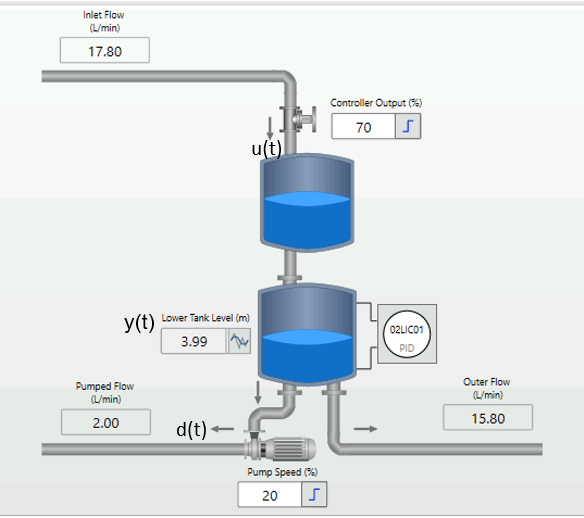 Inlet Flow
(L/min)
17.80
Controller Output (%)
70
u(t)
y(t)
Lower Tank Level (m)
3.99
02LIC01
PID
Pumped Flow
(L/min)
2.00
d(t)
Outer Flow
(L/min)
15.80
Pump Speed (%)
20